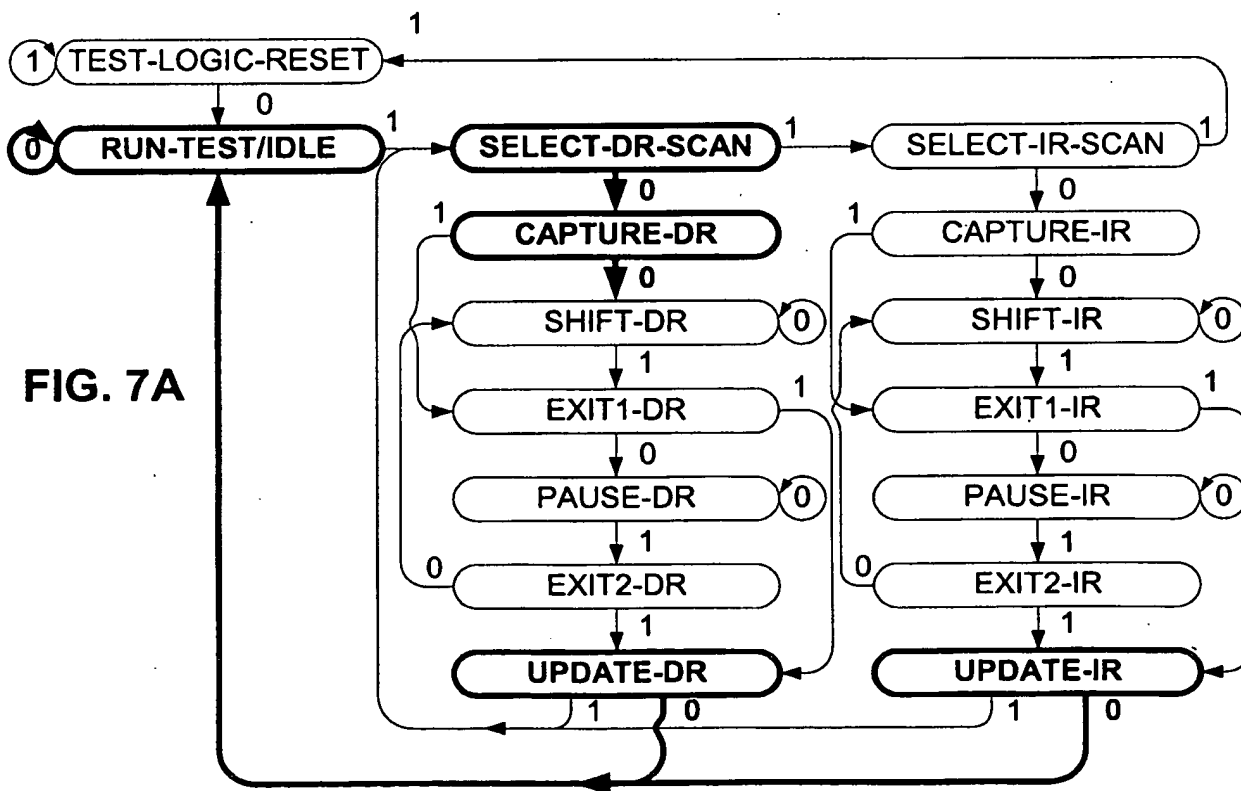 1
1 TEST-LOGIC-RESET
0
0 RUN-TEST/IDLE 1 SELECT-DR-SCAN 1 SELECT-IR-SCAN 1
0 0
1 CAPTURE-DR 1 CAPTURE-IR
0 0
SHIFT-DR 0 SHIFT-IR 0
1 1
FIG. 7A
EXIT1-DR 1 EXIT1-IR 1
0 0
PAUSE-DR 0 PAUSE-IR 0
1 1
0 EXIT2-DR 0 EXIT2-IR
1 1
UPDATE-DR UPDATE-IR
1 0 1 0